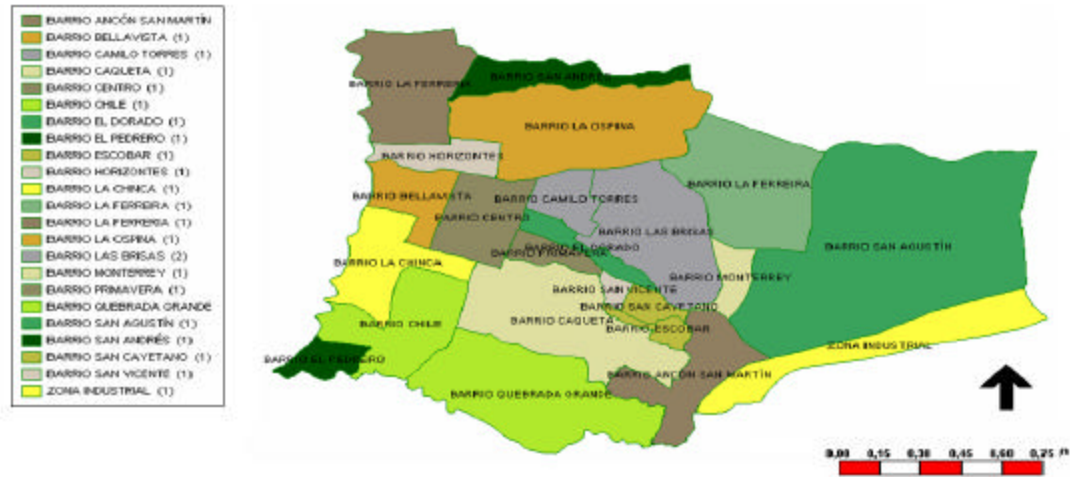 BARRIO ANCÓN SAN MARTÍN
BARRIO BELLAVISTA (1)
BARRIO CAMILO TORRES (1)
BARRIO CAQUETA (1)
BARRIO CENTRO (1)
BARRIO CHILE (1)
BARRIO EL DORADO (1)
BARRIO EL PEDRERO (1)
BARRIO ESCOBAR (1)
BARRIO HORIZONTES (1)
BARRIO LA CHINCA (1)
BARRIO LA FERREIRA (1)
BARRIO LA FERRERIA (1)
BARRIO LA OSPINA (1)
BARRIO LAS BRISAS (2)
BARRIO MONTERREY (1)
BARRIO PRIMAVERA (1)
BARRIO QUEBRADA GRANDE
BARRIO SAN AGUSTÍN (1)
BARRIO SAN ANDRÉS (1)
BARRIO SAN CAYETANO (1)
BARRIO SAN VICENTE (1)
ZONA INDUSTRIAL (1)
BARRIO LA FERRERIA
BARRIO SAN ANDRES
BARRIO LA OSPINA
BARRIO HORIZONTES
BARRIO LA FERREIRA
BARRIO BELLAVISTA
BARRIO CAMILO TORRES
BARRIO CENTRO
BARRIO LAS BRISAS
BARRIO EL DORADO
BARRIO SAN AGUSTÍN
BARRIO PRIMAVERA
BARRIO LA CHINCA
BARRIO MONTERREY
BARRIO SAN VICENTE
BARRIO SAN CAYETANO
BARRIO CAQUETA
BARRIO CHILE
BARRIO ESCOBAR
ZONA INDUSTRIAL
BARRIO EL PEDRERO
BARRIO ANCÓN SAN MARTÍN
BARRIO QUEBRADA GRANDE
0,00 0,15 0,30 0,45 0,60 0,75